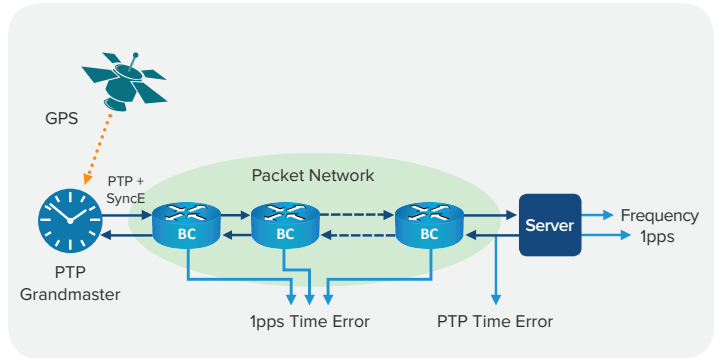 GPS
PTP +
SyncE
Packet Network
BC
BC
BC
Server
Frequency
1pps
PTP
Grandmaster
1pps Time Error
PTP Time Error